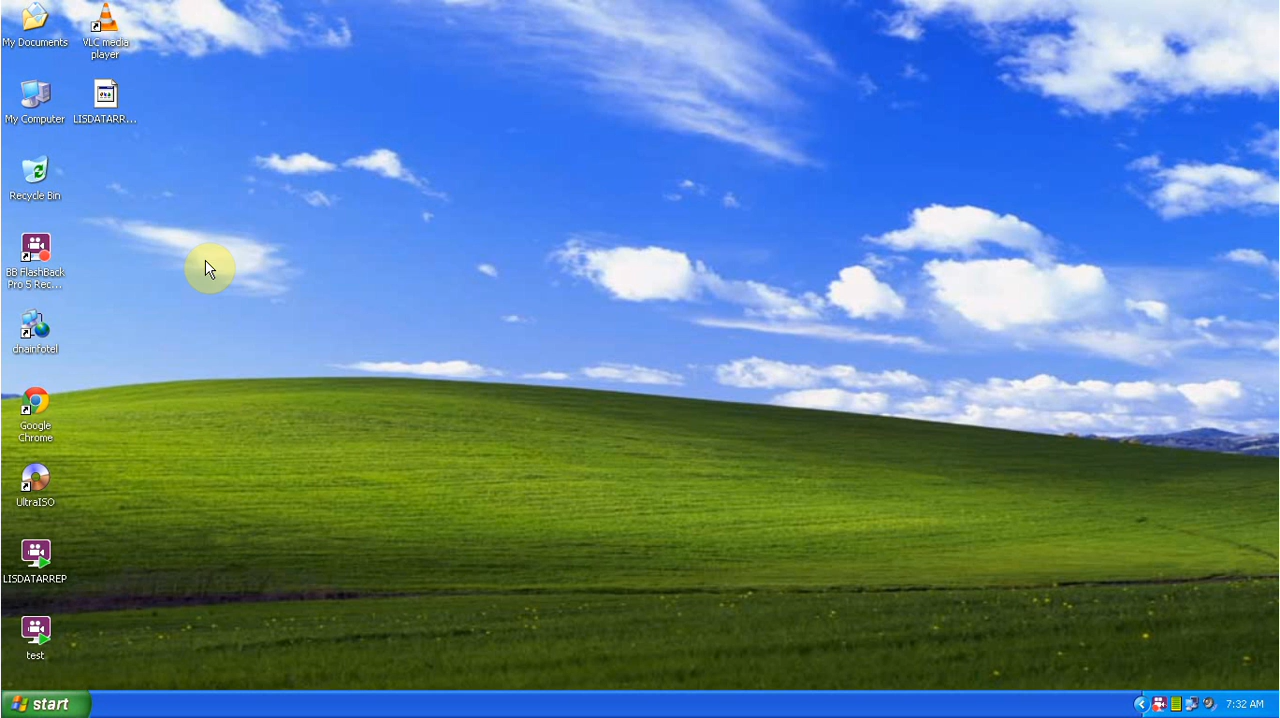 My Documents
VLC media
player
My Computer
LISDATARR...
Recycle Bin
BB FlashBack
Pro 5 Rec...
dnainfotel
Google
Chrome
UltraISO
LISDATARREP
test
start
7:32 AM